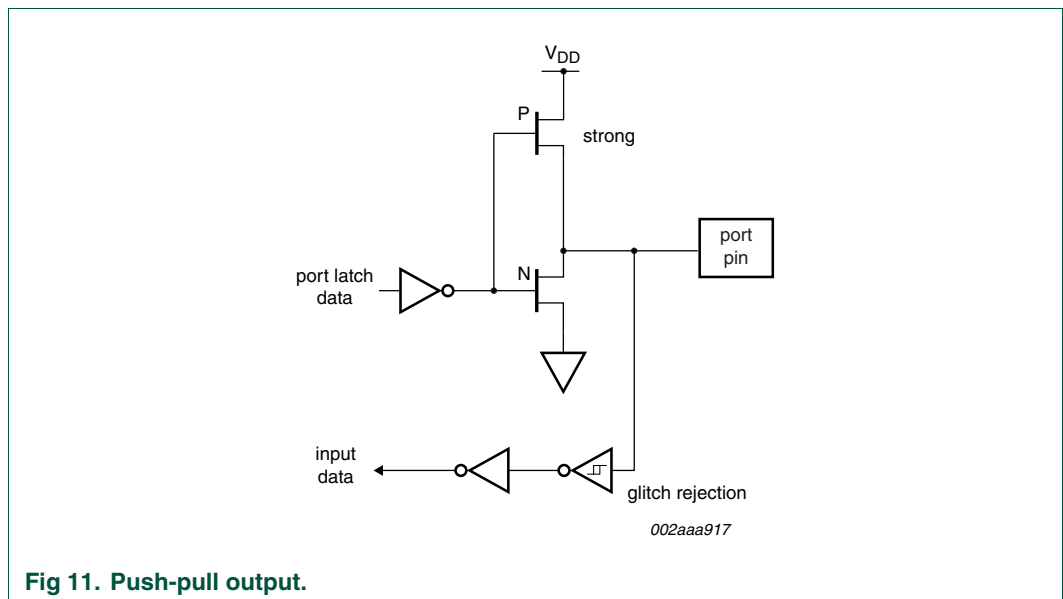 VDD
P
strong
port
pin
N
port latch
data
input
data
glitch rejection
002aaa917
Fig 11. Push-pull output.